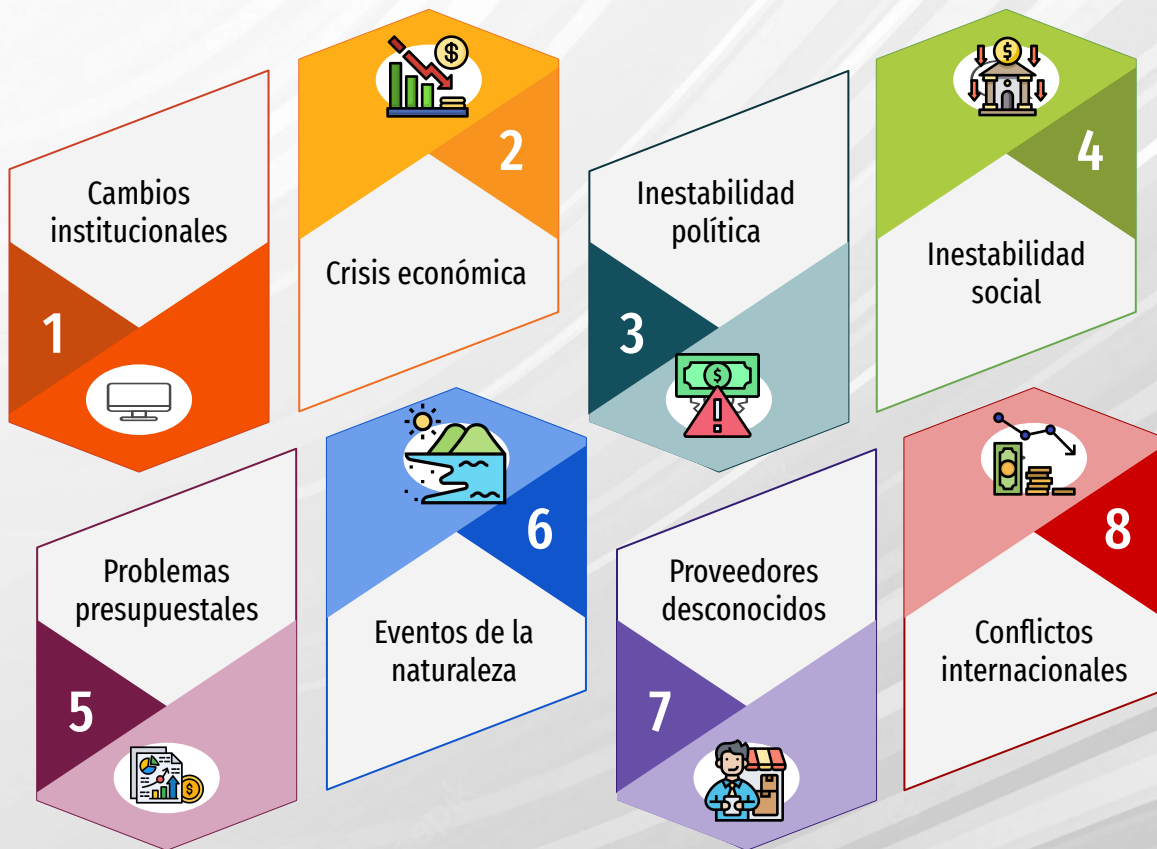 1
Cambios
institucionales
2
Crisis económica
3
Inestabilidad
política
4
Inestabilidad
social
5
Problemas
presupuestales
6
Eventos de la
naturaleza
7
Proveedores
desconocidos
8
Conflictos
internacionales